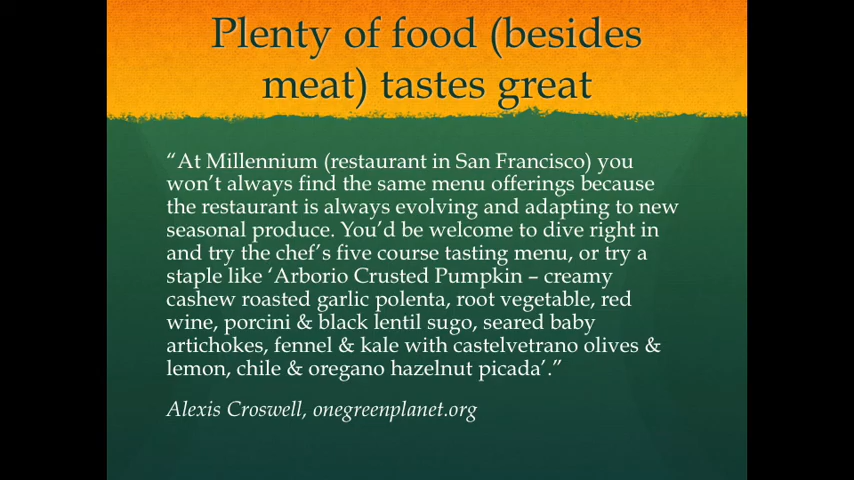 Plenty of food (besides
meat) tastes great
“At Millennium (restaurant in San Francisco) you
won’t always find the same menu offerings because
the restaurant is always evolving and adapting to new
seasonal produce. You’d be welcome to dive right in
and try the chef’s five course tasting menu, or try a
staple like ‘Arborio Crusted Pumpkin – creamy
cashew roasted garlic polenta, root vegetable, red
wine, porcini & black lentil sugo, seared baby
artichokes, fennel & kale with castelvetrano olives &
lemon, chile & oregano hazelnut picada’.”
Alexis Croswell, onegreenplanet.org